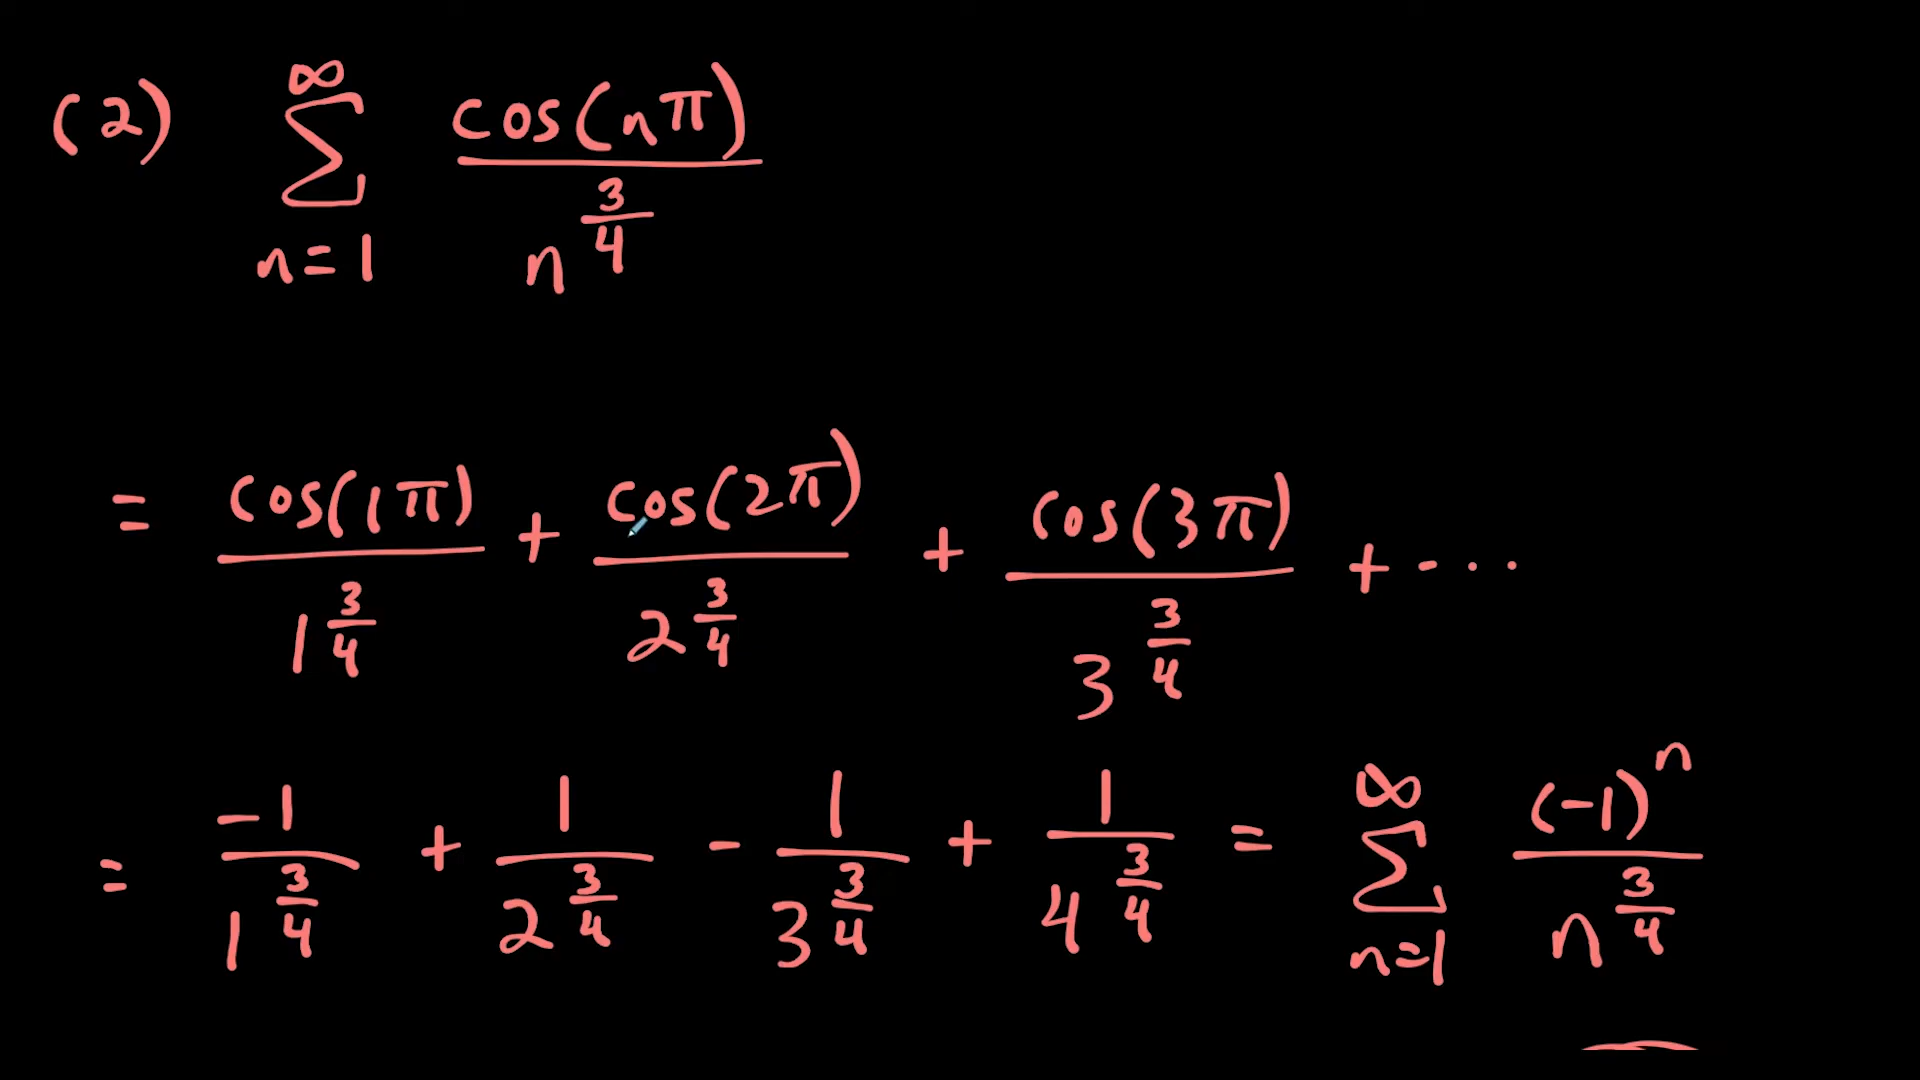 (2) ∑_{n=1}^{∞} cos(nπ) / n^{3/4}
= cos(1π) / 1^{3/4} + cos(2π) / 2^{3/4} + cos(3π) / 3^{3/4} + - · ·
= -1 / 1^{3/4} + 1 / 2^{3/4} - 1 / 3^{3/4} + 1 / 4^{3/4} = ∑_{n=1}^{∞} (-1)^n / n^{3/4}